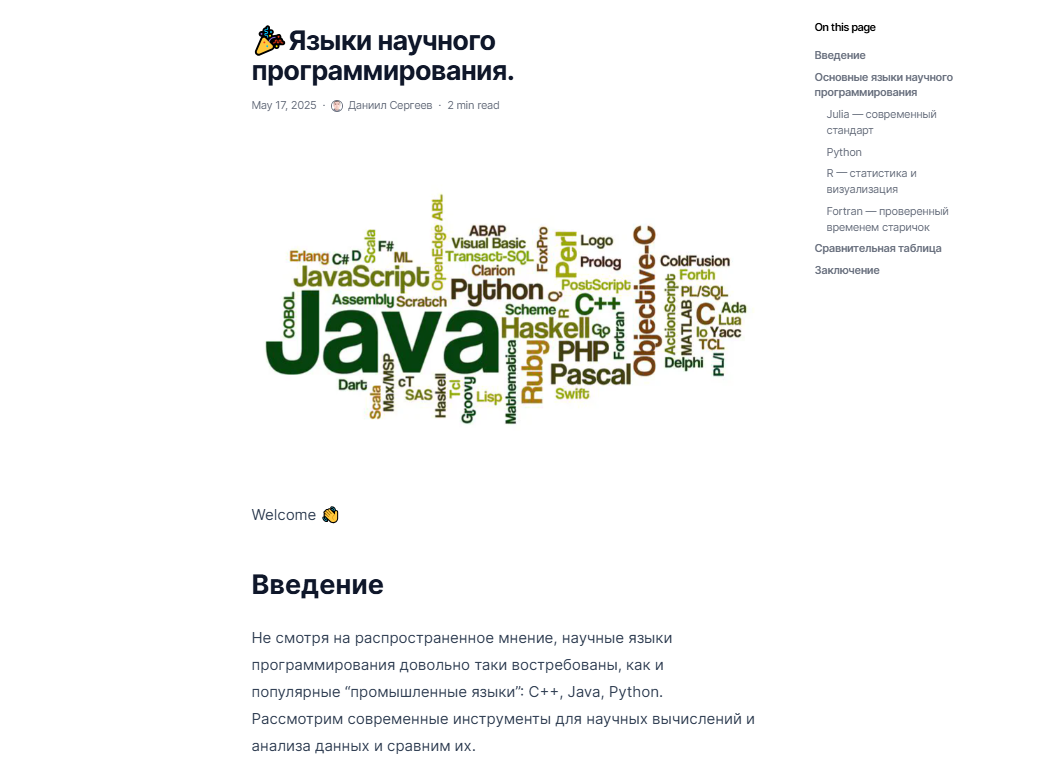 🎉Языки научного
программирования.
May 17, 2025 · Даниил Сергеев · 2 min read
OpenEdge ABL
Scala
F#
ABAP
Visual Basic
FoxPro
Perl
Logo
Objective-C
Erlang
C#
D
ML
Transact-SQL
Prolog
ColdFusion
JavaScript
Clarion
Forth
Python
PostScript
ActionScript
PL/SQL
COBOL
Assembly
Scratch
Q
C++
MATLAB
Java
Scheme
R
C
Ada
Haskell
Go
Fortran
Lua
Io
Yacc
Ruby
PHP
TCL
Mathematica
Pascal
Delphi
PL/I
Dart
Max/MSP
cT
Scala
SAS
Haskell
Tcl
Groovy
Lisp
Swift
Welcome 👋
Введение
Не смотря на распространенное мнение, научные языки
программирования довольно таки востребованы, как и
популярные “промышленные языки”: C++, Java, Python.
Рассмотрим современные инструменты для научных вычислений и
анализа данных и сравним их.
On this page
Введение
Основные языки научного
программирования
Julia — современный
стандарт
Python
R — статистика и
визуализация
Fortran — проверенный
временем старичок
Сравнительная таблица
Заключение